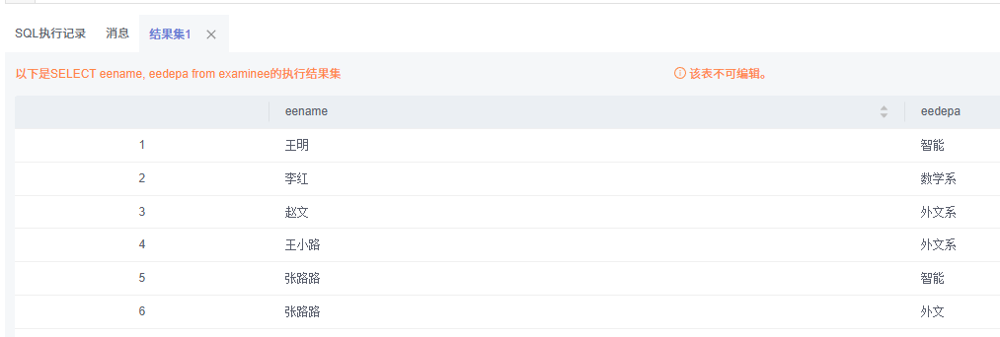 SQL执行记录 消息 结果集1
以下是SELECT eename, eedepa from examinee的执行结果集 该表不可编辑。
eename eedepa
1 王明 智能
2 李红 数学系
3 赵文 外文系
4 王小路 外文系
5 张路路 智能
6 张路路 外文